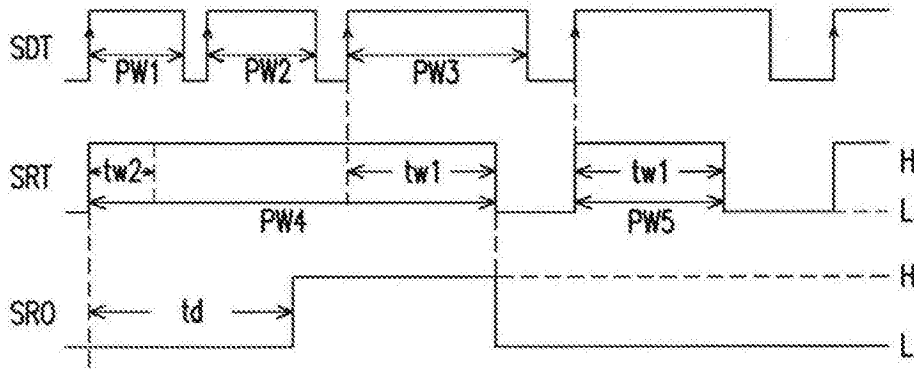 SDT
PW1 PW2 PW3
SRT tw2 tw1 tw1 H
PW4 PW5 L
SRO td H
L